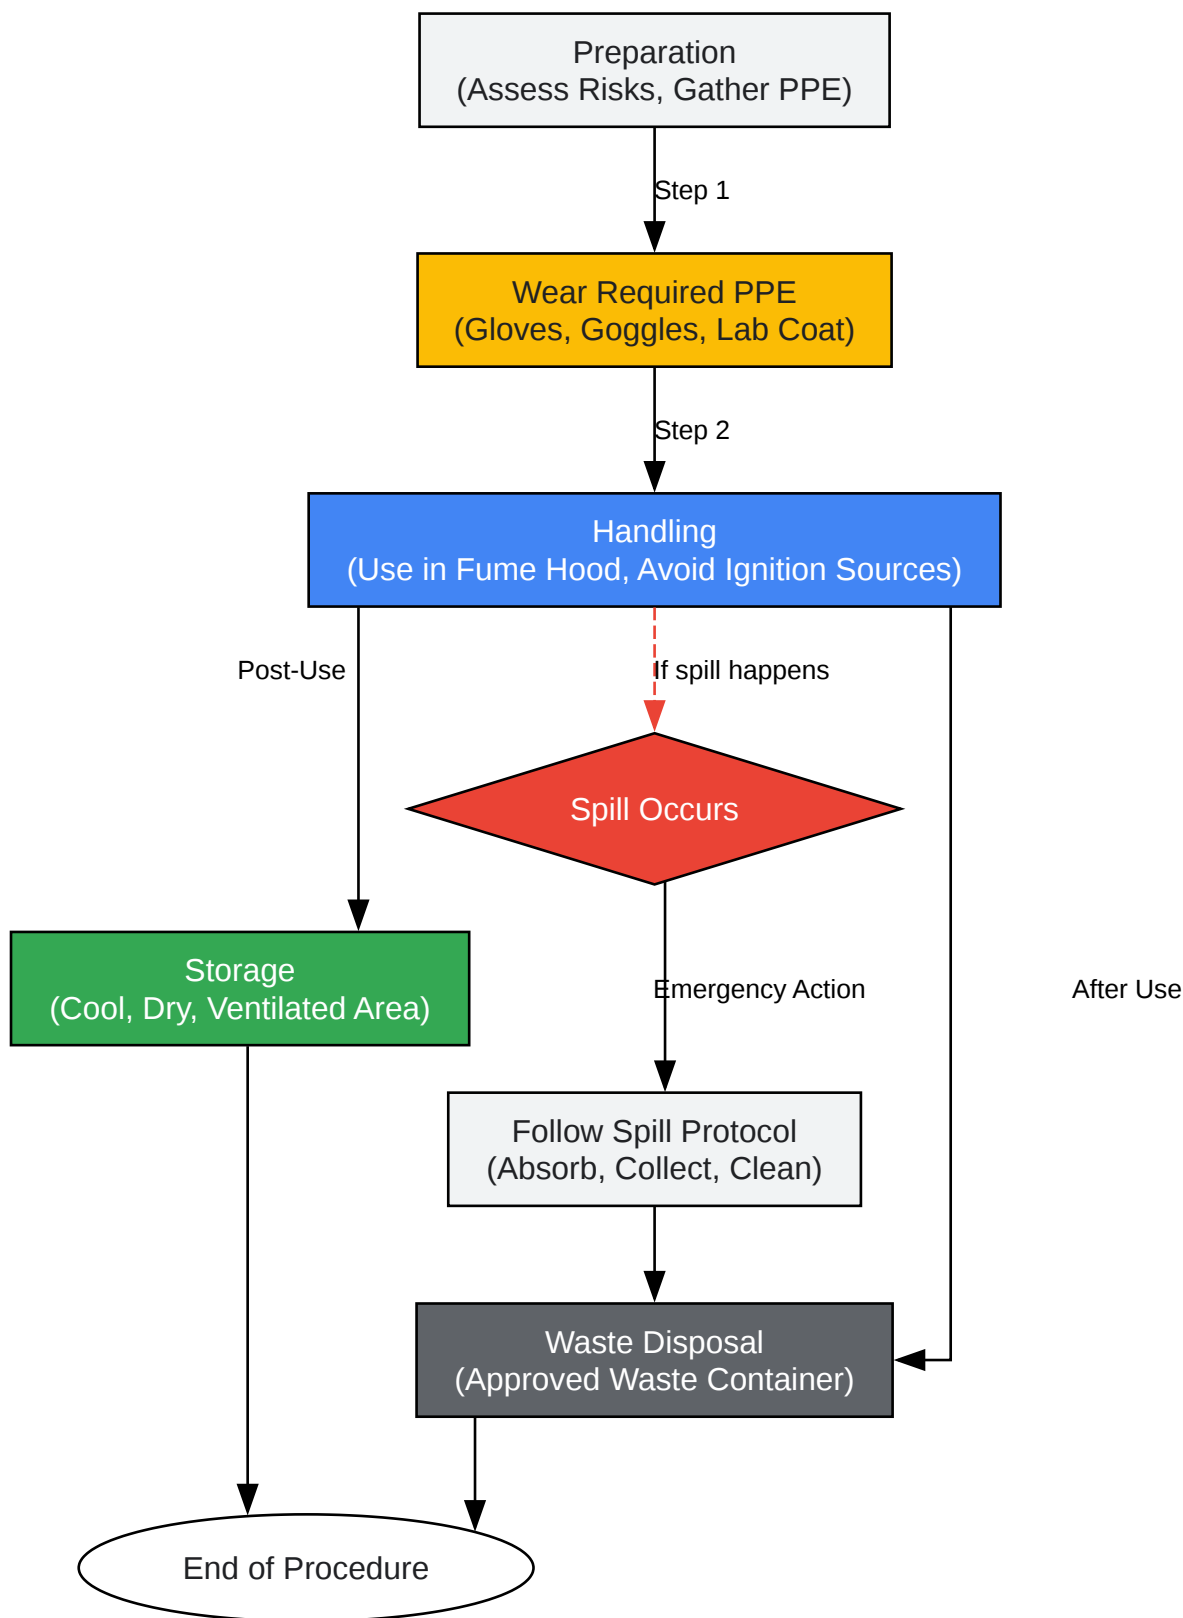 Preparation
(Assess Risks, Gather PPE)
Step 1
Wear Required PPE
(Gloves, Goggles, Lab Coat)
Step 2
Handling
(Use in Fume Hood, Avoid Ignition Sources)
Post-Use
If spill happens
Spill Occurs
Storage
(Cool, Dry, Ventilated Area)
Emergency Action
After Use
Follow Spill Protocol
(Absorb, Collect, Clean)
Waste Disposal
(Approved Waste Container)
End of Procedure